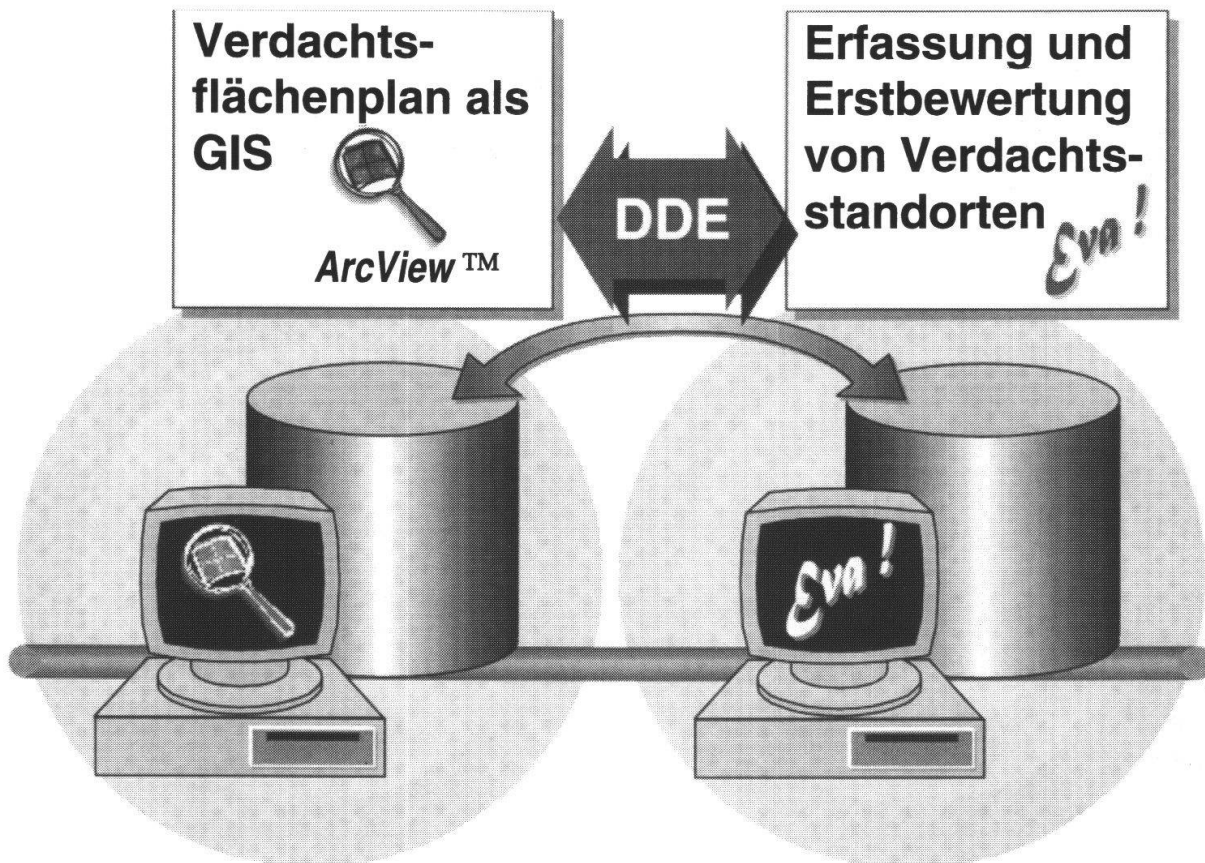 Verdachts-
flächenplan als
GIS
ArcView™
DDE
Erfassung und
Erstbewertung
von Verdachts-
standorten
Eva!
Eva!